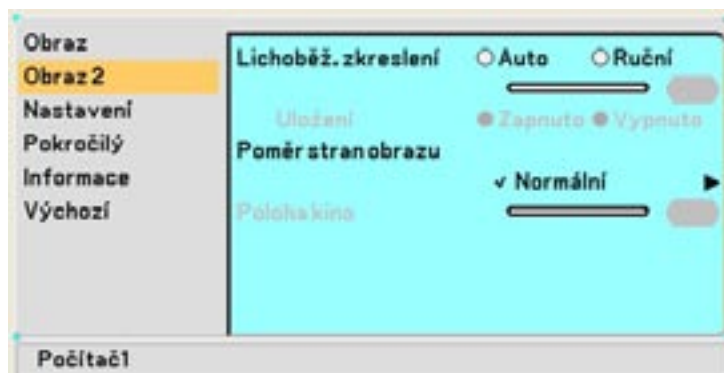 Obraz
Obraz 2
Nastavení
Pokročilý
Informace
Výchozí
Lichoběž. zkreslení Auto Ruční
Uložení Zapnuto Vypnuto
Poměr stran obrazu
✓ Normální
Poloha kino
Počítač1